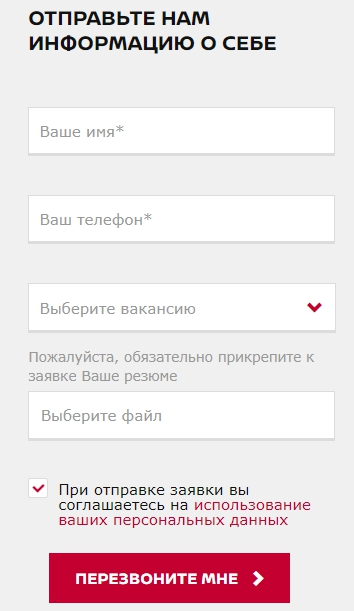 ОТПРАВЬТЕ НАМ
ИНФОРМАЦИЮ О СЕБЕ
Ваше имя*
Ваш телефон*
Выберите вакансию
Пожалуйста, обязательно прикрепите к
заявке Ваше резюме
Выберите файл
При отправке заявки вы
соглашаетесь на использование
ваших персональных данных
ПЕРЕЗВОНИТЕ МНЕ